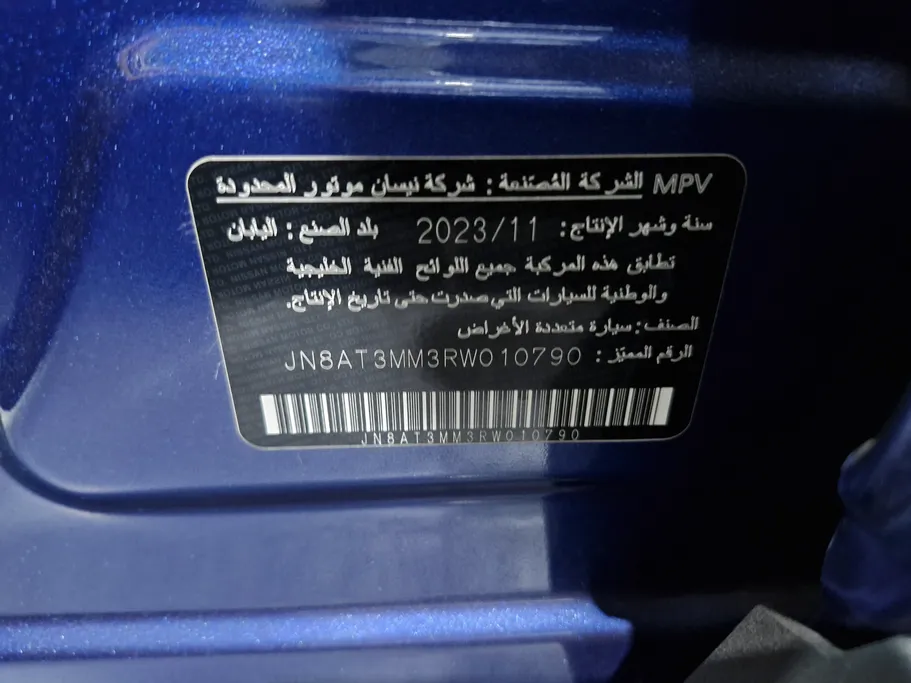 MPV الشركة المُصنعة : شركة نيسان موتور المحدودة
سنة وشهر الإنتاج: 2023/11 بلد الصنع : اليابان
تطابق هذه المركبة جميع اللوائح الفنية الخليجية
والوطنية للسيارات التي صدرت حتى تاريخ الإنتاج.
الصنف: سيارة متعددة الأغراض
الرقم المميّز : JN8AT3MM3RW010790
JN8AT3MM3RW010790